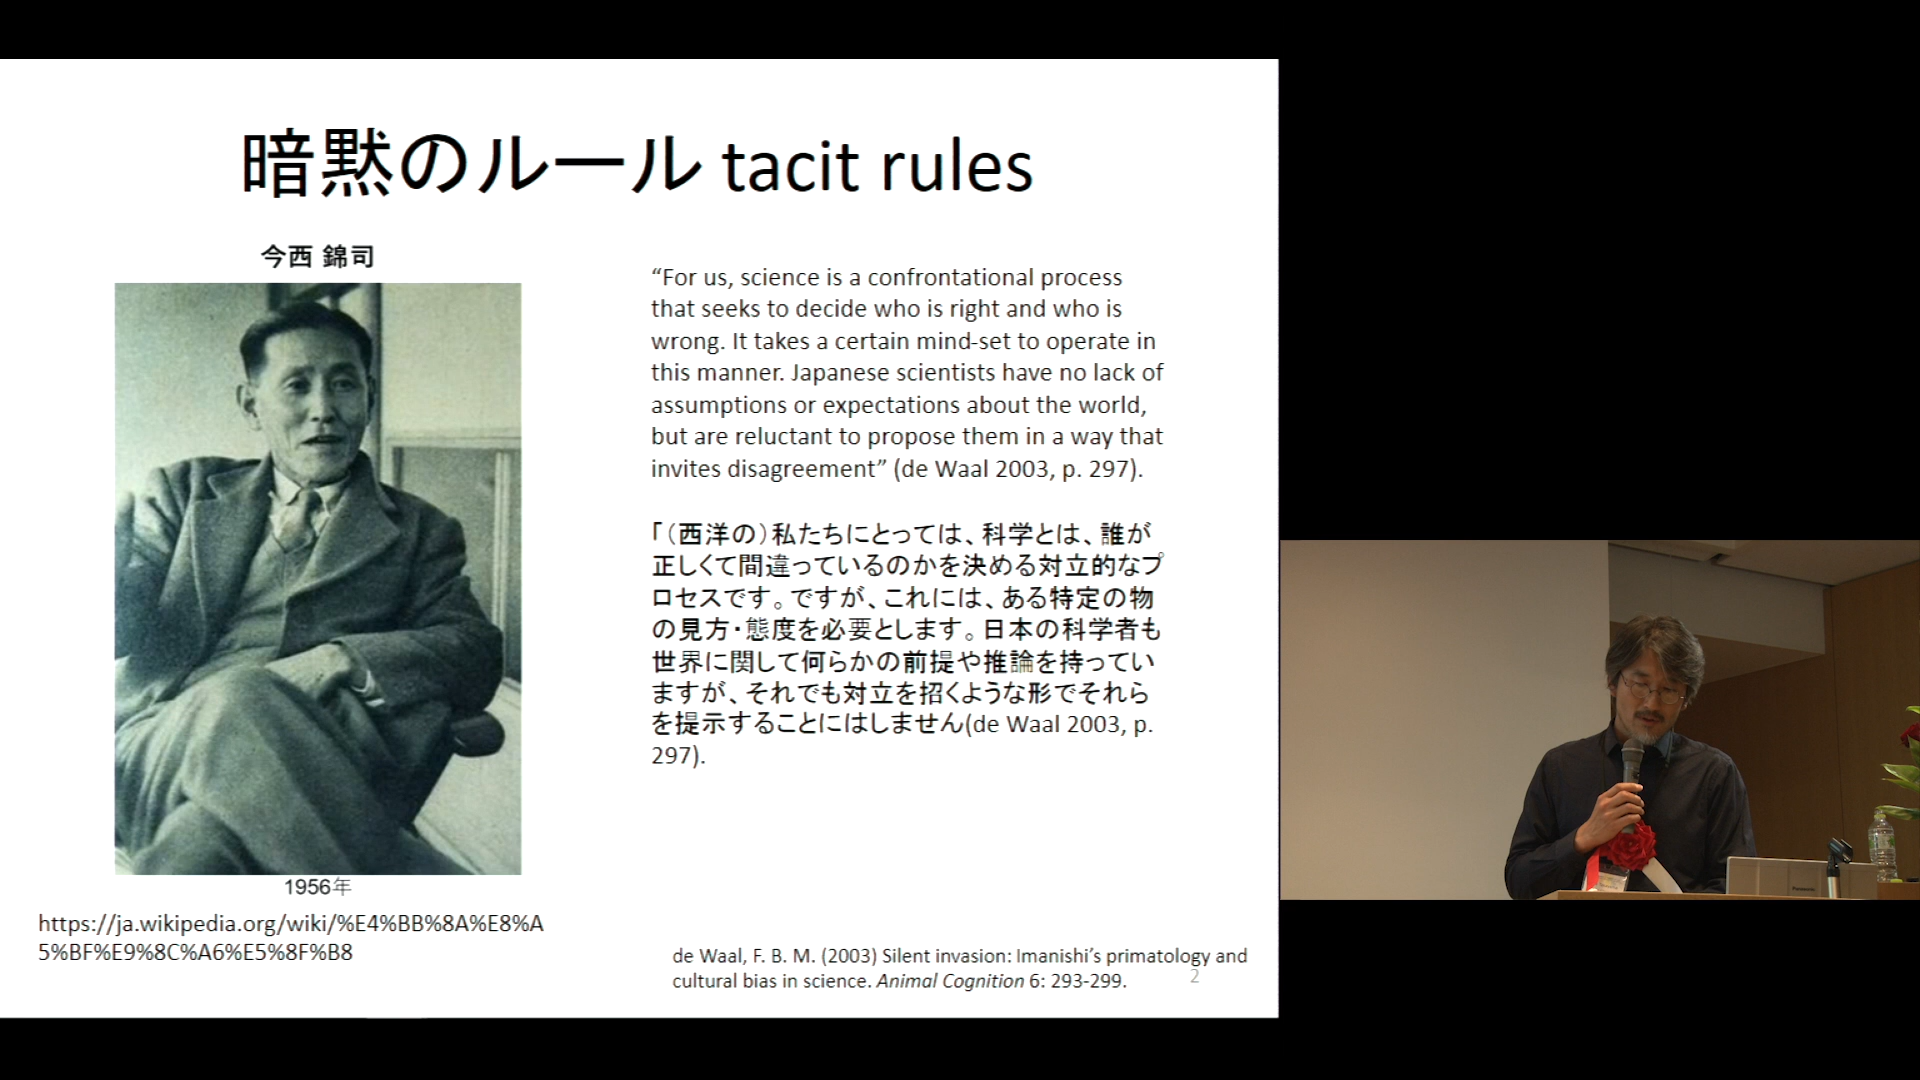 暗黙のルール tacit rules
今西 錦司
“For us, science is a confrontational process
that seeks to decide who is right and who is
wrong. It takes a certain mind-set to operate in
this manner. Japanese scientists have no lack of
assumptions or expectations about the world,
but are reluctant to propose them in a way that
invites disagreement” (de Waal 2003, p. 297).
「（西洋の）私たちにとっては、科学とは、誰が
正しくて間違っているのかを決める対立的なプ
ロセスです。ですが、これには、ある特定の物
の見方・態度を必要とします。日本の科学者も
世界に関して何らかの前提や推論を持ってい
ますが、それでも対立を招くような形でそれら
を提示することにはしません(de Waal 2003, p.
297).
1956年
https://ja.wikipedia.org/wiki/%E4%BB%8A%E8%A
5%BF%E9%8C%A6%E5%8F%B8
de Waal, F. B. M. (2003) Silent invasion: Imanishi’s primatology and
cultural bias in science. Animal Cognition 6: 293-299.
2
Panasonic